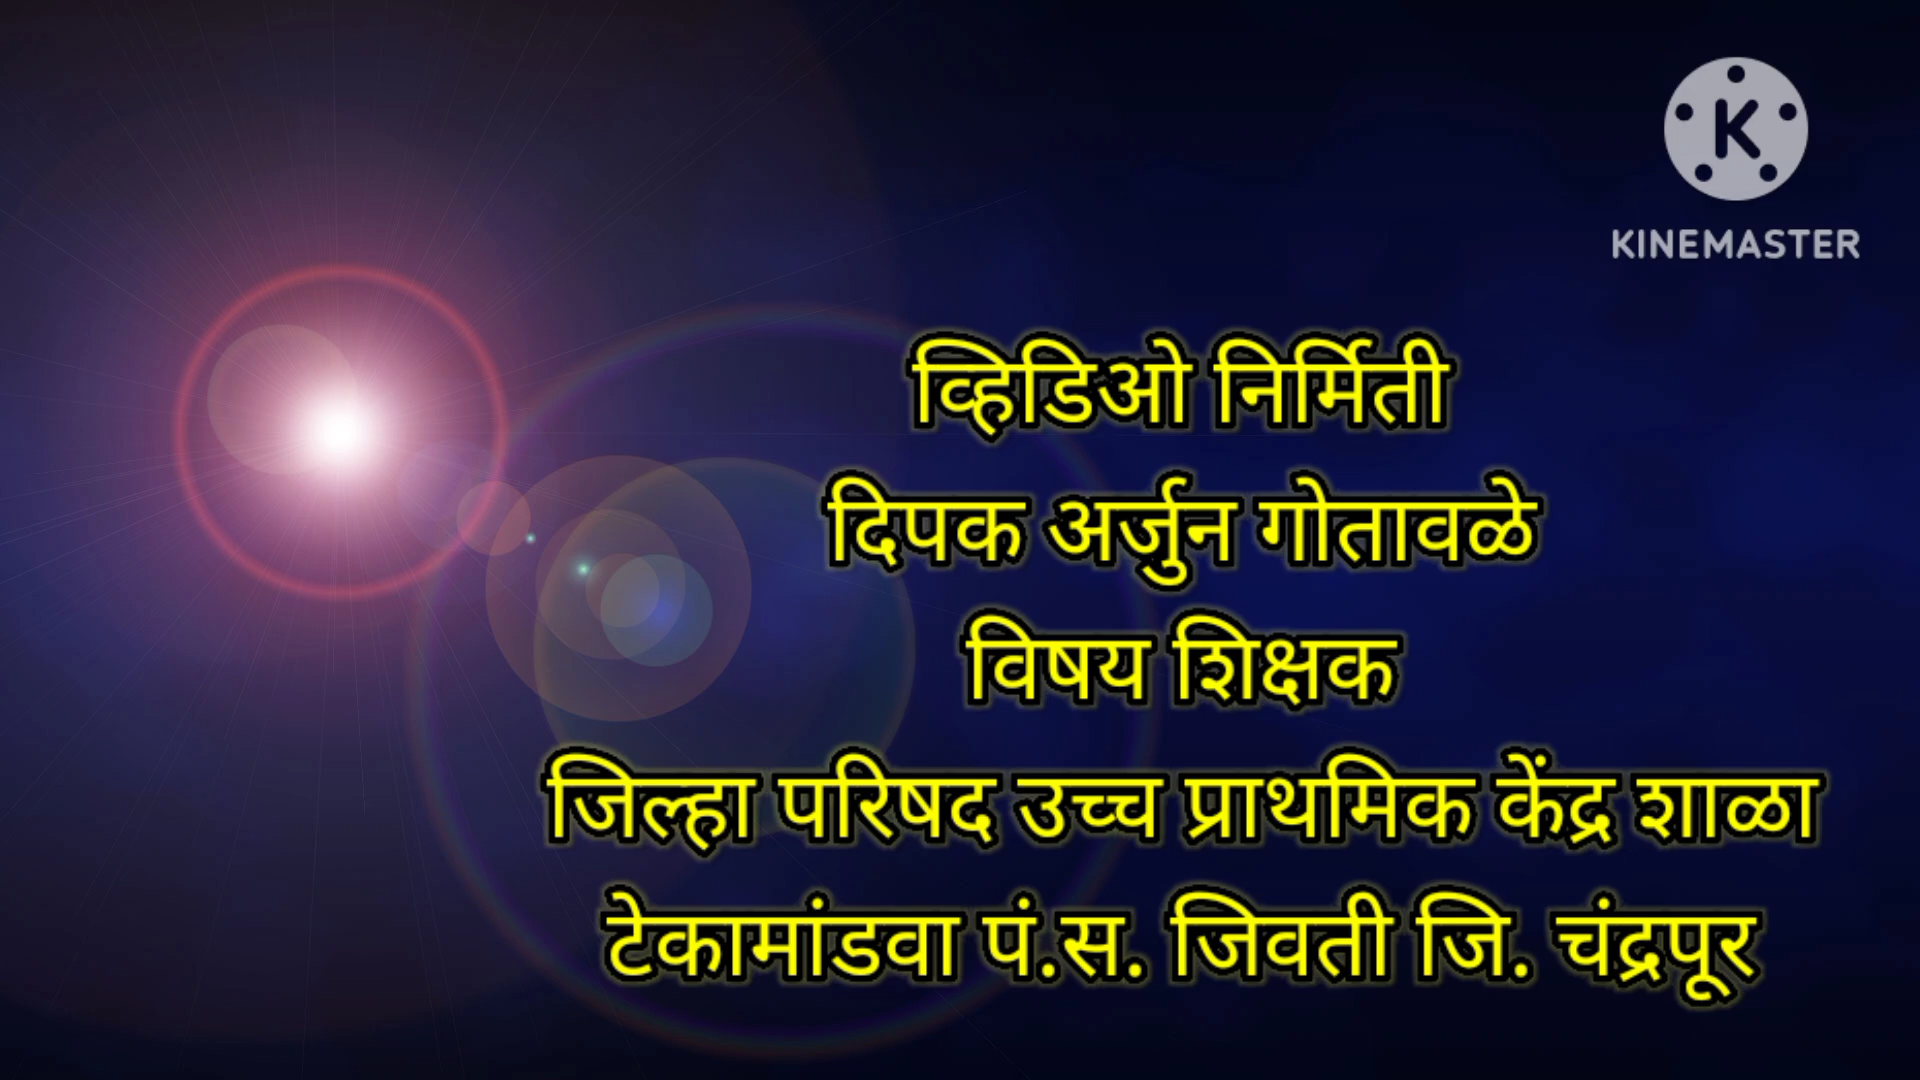 KINEMASTER
व्हिडिओ निर्मिती
दिपक अर्जुन गोतावळे
विषय शिक्षक
जिल्हा परिषद उच्च प्राथमिक केंद्र शाळा
टेकामांडवा पं.स. जिवती जि. चंद्रपूर